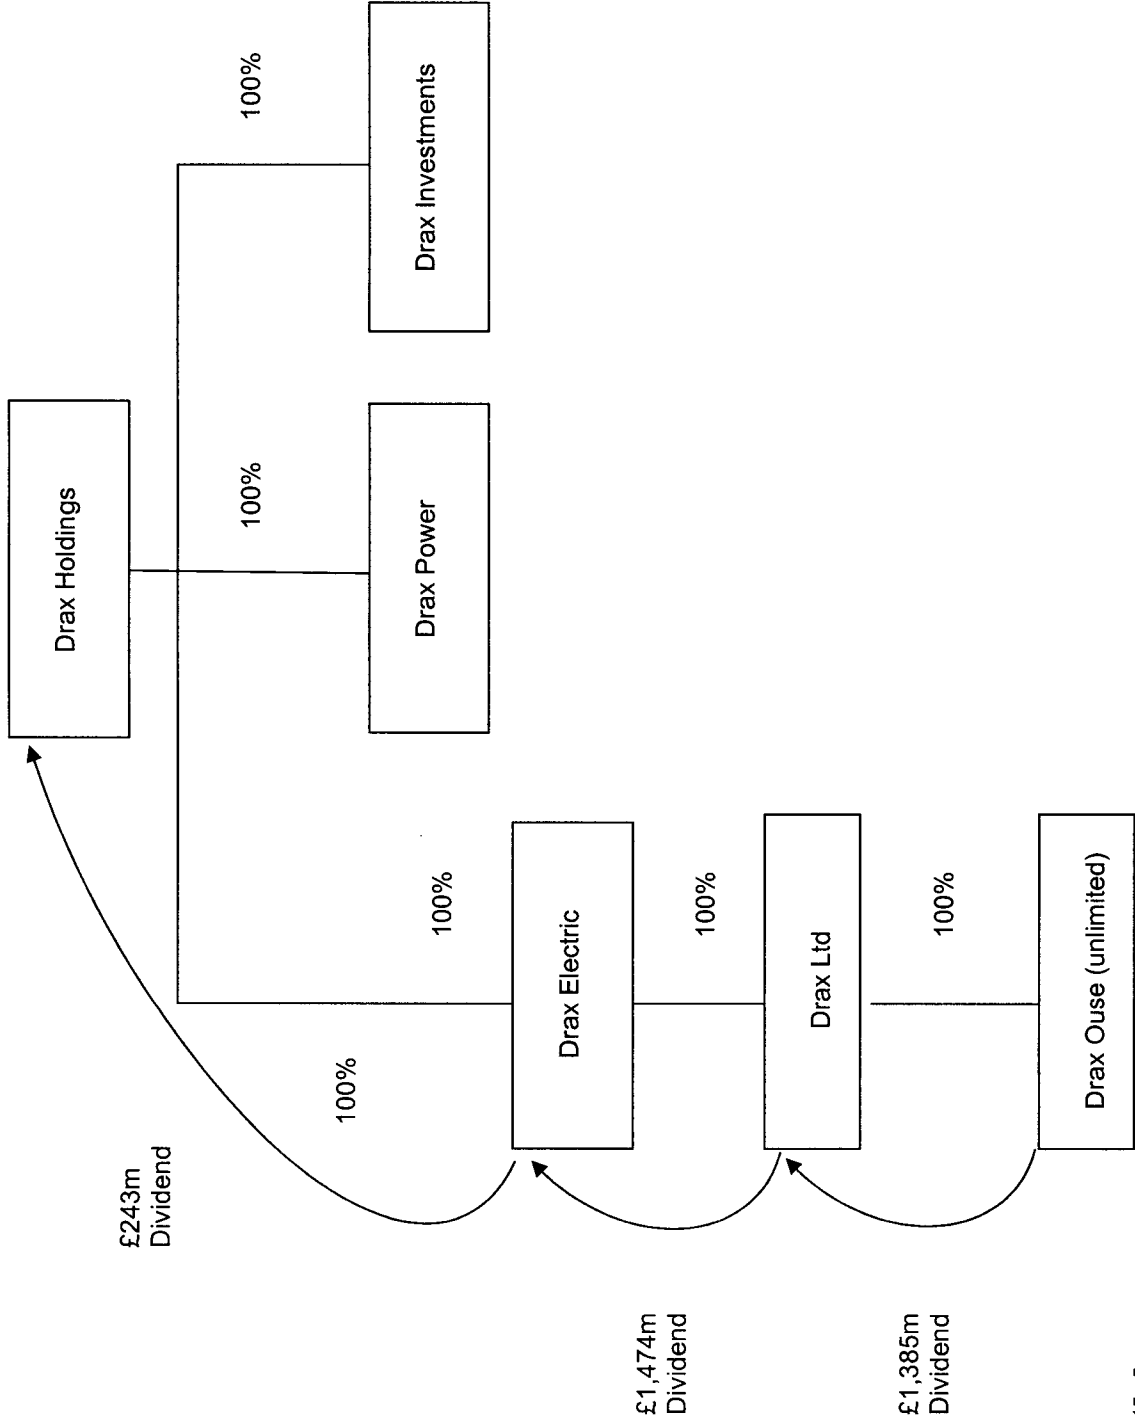 Drax Holdings
£243m
Dividend
100%
100%
100%
100%
Drax Power
Drax Investments
Drax Electric
£1,474m
Dividend
100%
Drax Ltd
£1,385m
Dividend
100%
Drax Ouse (unlimited)